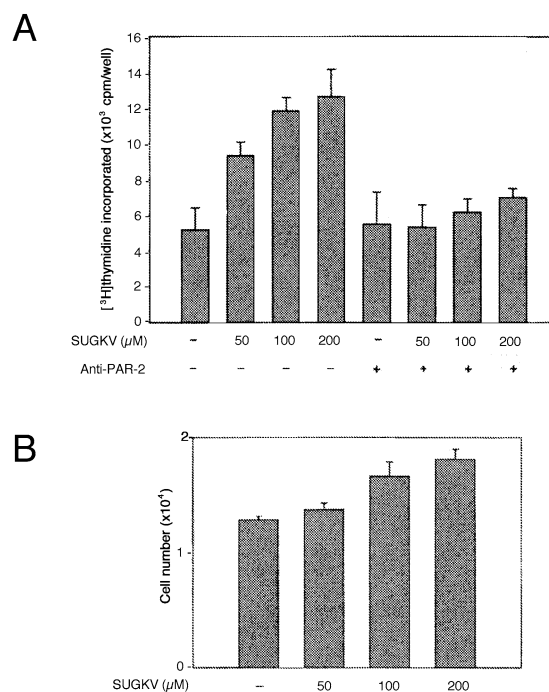 A
[³H]thymidine incorporated (x10³ cpm/well)
16
14
12
10
8
6
4
2
0
SUGKV (µM) – 50 100 200 – 50 100 200
Anti-PAR-2 – – – – + + + +
B
Cell number (x10⁴)
2
1
0
SUGKV (µM) – 50 100 200